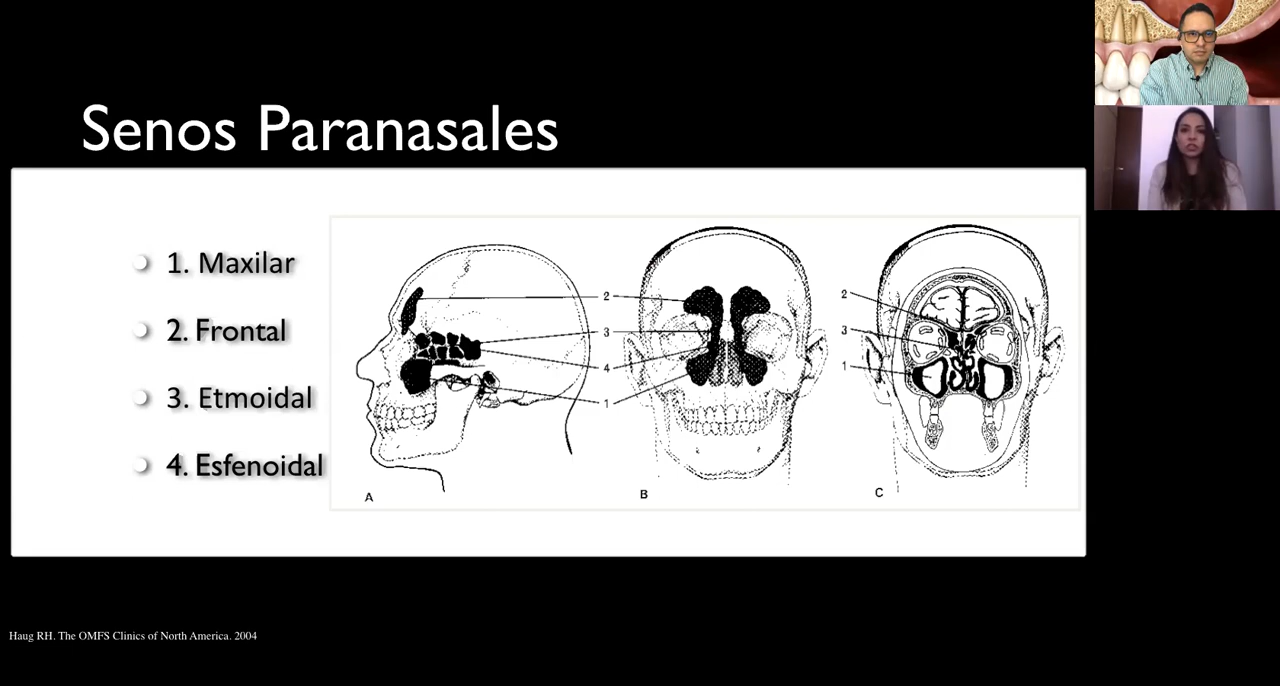 Senos Paranasales
1. Maxilar
2. Frontal
3. Etmoidal
4. Esfenoidal
2
3
4
1
2
3
1
A
B
C
Haug RH. The OMFS Clinics of North America. 2004